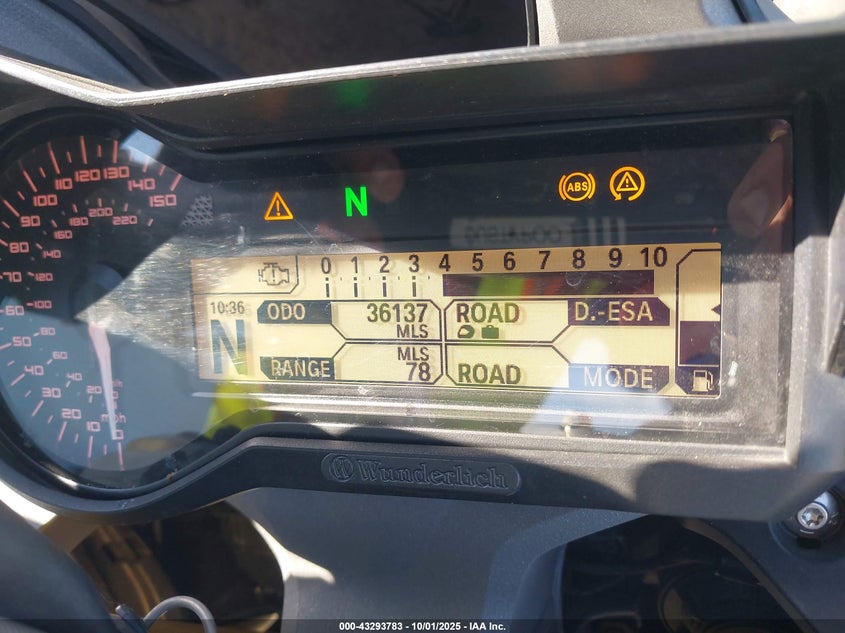 150
140
130
120
110
100
90
80
70
60
50
40
30
20
10
0
mph
220
200
180
160
140
120
100
80
60
40
20
N
ABS
0 1 2 3 4 5 6 7 8 9 10
10:36
N
ODO 36137 MLS
ROAD D.-ESA
RANGE MLS 78
ROAD MODE
Wunderlich
000-43293783 - 10/01/2025 - IAA Inc.